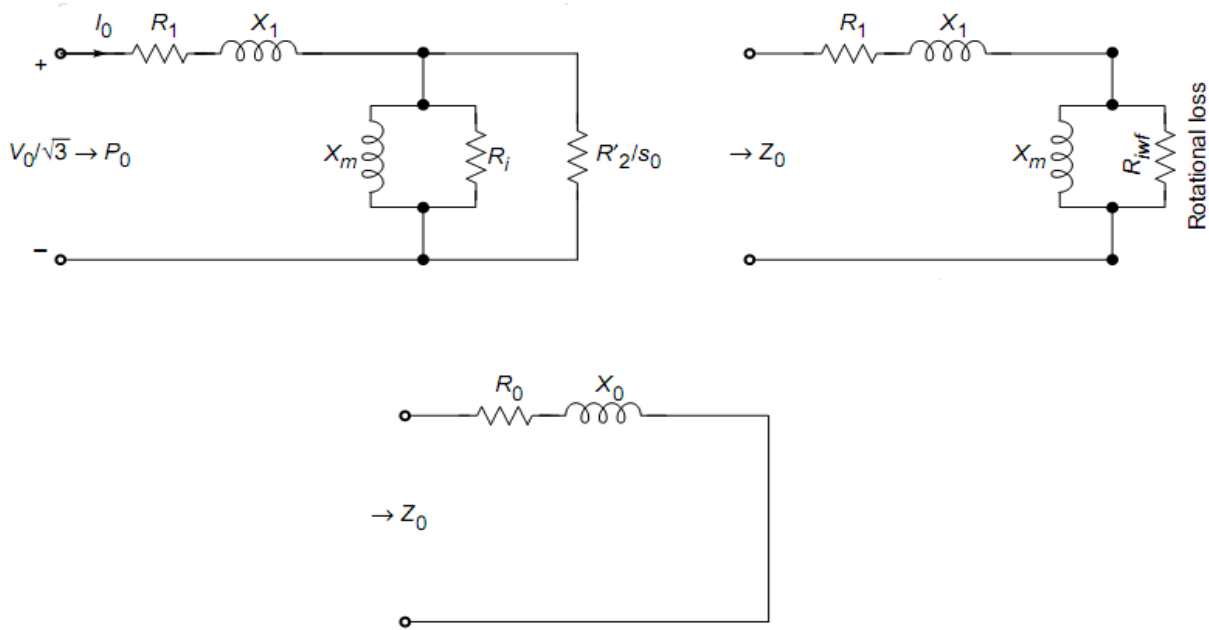 I₀ R₁ X₁
+
V₀/√3 → P₀
Xₘ
Rᵢ
R′₂/s₀
−
R₁ X₁
→ Z₀
Xₘ
R_iwf
Rotational loss
R₀ X₀
→ Z₀